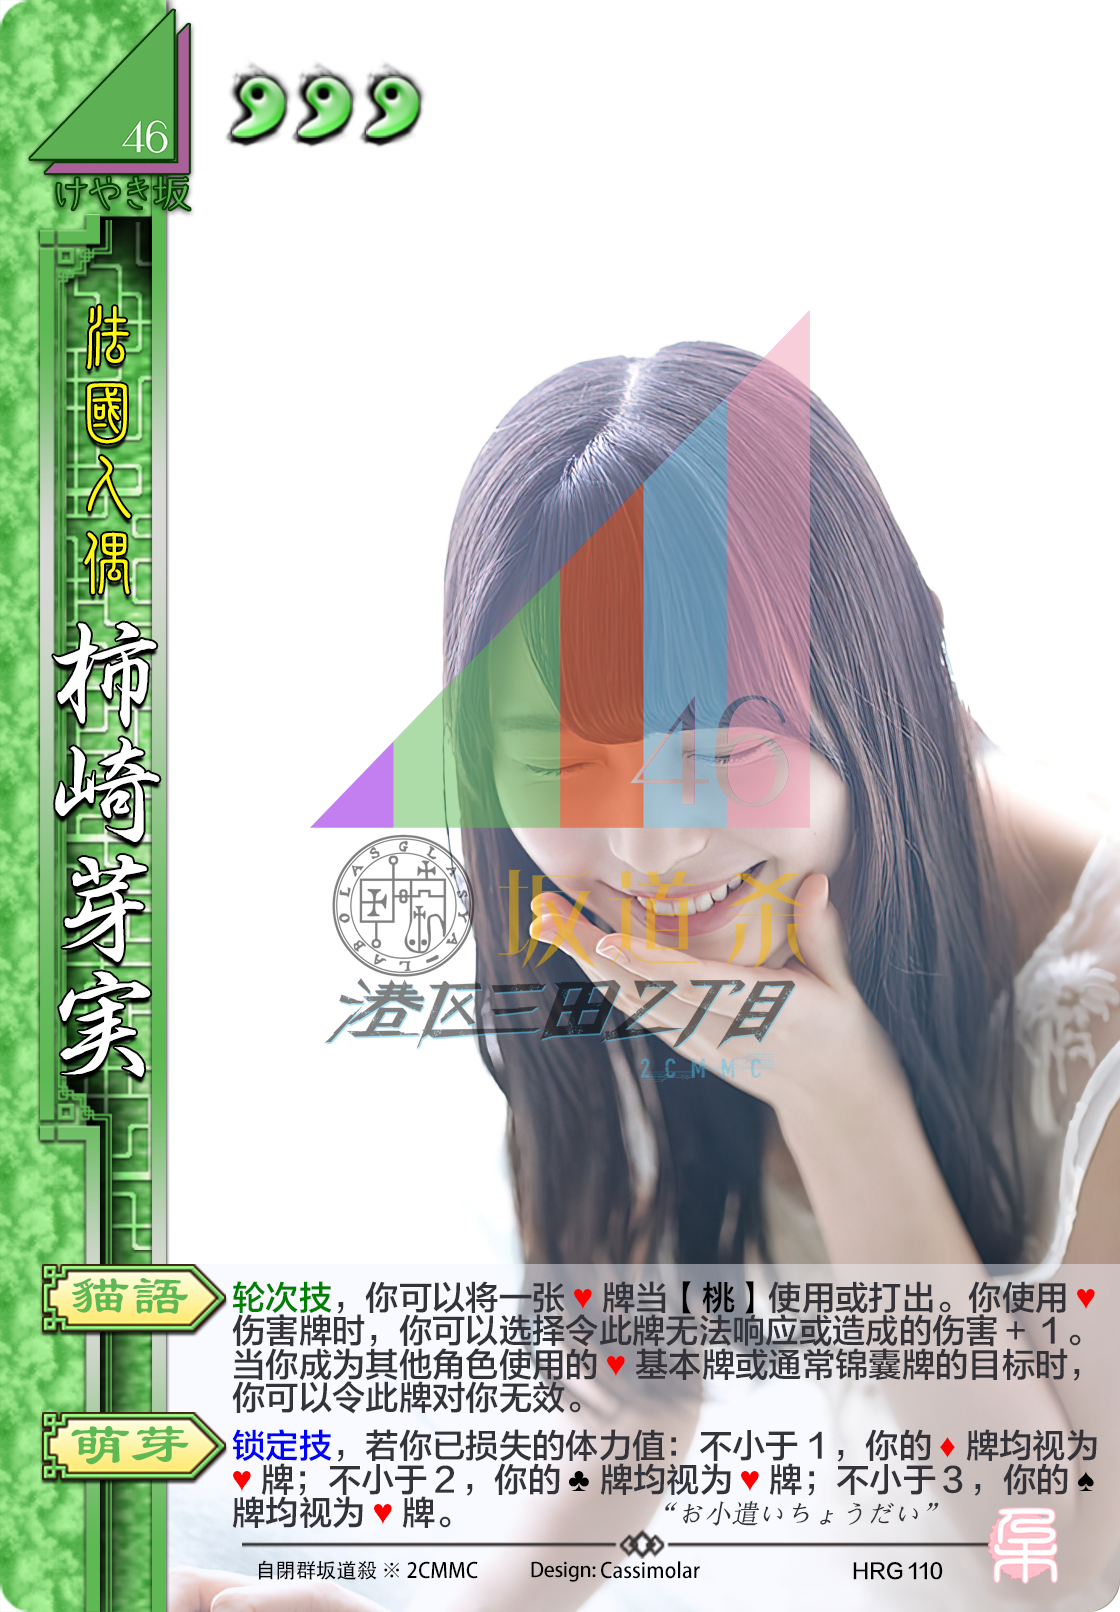 46
けやき坂
法國人偶
柿崎芽実
46
GLASYA-LABOLAS
坂道杀
港区三田2丁目
2CMMC
貓語
轮次技，你可以将一张♥牌当【桃】使用或打出。你使用♥
伤害牌时，你可以选择令此牌无法响应或造成的伤害＋１。
当你成为其他角色使用的♥基本牌或通常锦囊牌的目标时，
你可以令此牌对你无效。
萌芽
锁定技，若你已损失的体力值：不小于1，你的♦牌均视为
♥牌；不小于2，你的♣牌均视为♥牌；不小于3，你的♠
牌均视为♥牌。
“お小遣いちょうだい”
自閉群坂道殺 ※ 2CMMC
Design: Cassimolar
HRG 110